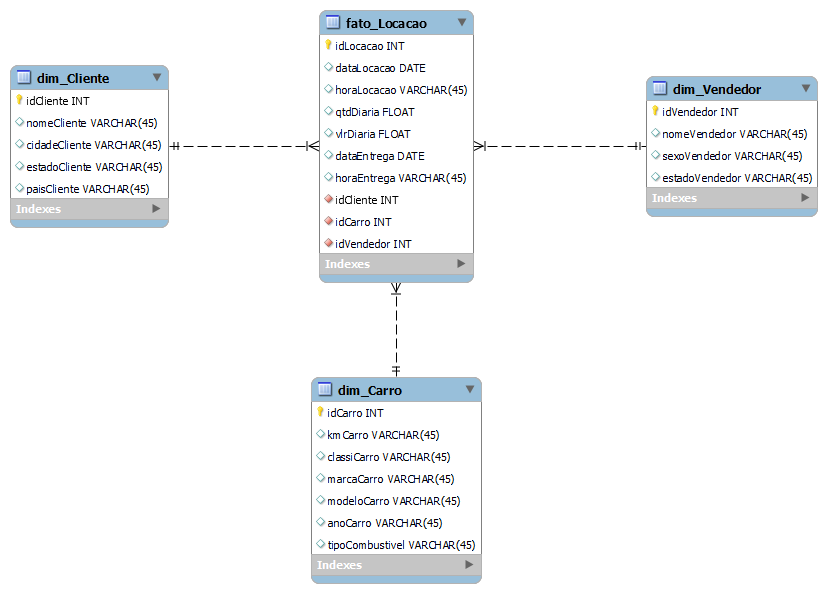 fato_Locacao
idLocacao INT
dataLocacao DATE
horaLocacao VARCHAR(45)
qtdDiaria FLOAT
vlrDiaria FLOAT
dataEntrega DATE
horaEntrega VARCHAR(45)
idCliente INT
idCarro INT
idVendedor INT
Indexes
dim_Cliente
idCliente INT
nomeCliente VARCHAR(45)
cidadeCliente VARCHAR(45)
estadoCliente VARCHAR(45)
paisCliente VARCHAR(45)
Indexes
dim_Vendedor
idVendedor INT
nomeVendedor VARCHAR(45)
sexoVendedor VARCHAR(45)
estadoVendedor VARCHAR(45)
Indexes
dim_Carro
idCarro INT
kmCarro VARCHAR(45)
classiCarro VARCHAR(45)
marcaCarro VARCHAR(45)
modeloCarro VARCHAR(45)
anoCarro VARCHAR(45)
tipoCombustivel VARCHAR(45)
Indexes